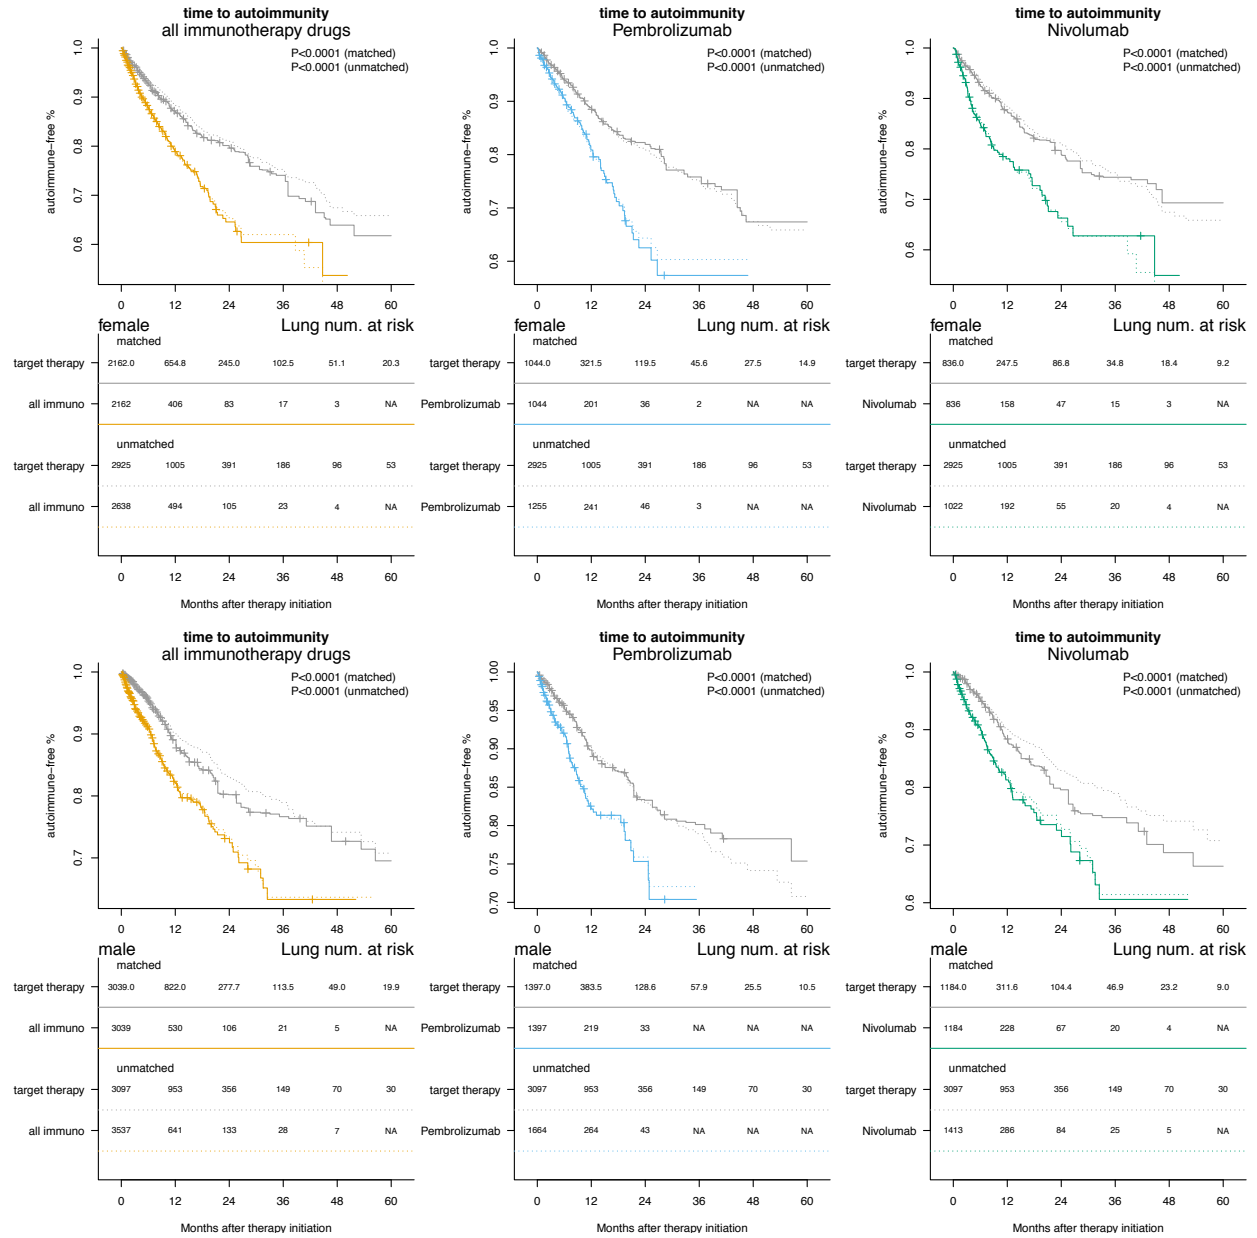 time to autoimmunity
all immunotherapy drugs
P<0.0001 (matched)
P<0.0001 (unmatched)
autoimmune−free %
1.0
0.9
0.8
0.7
0.6
0 12 24 36 48 60
female Lung num. at risk
matched
target therapy 2162.0 654.8 245.0 102.5 51.1 20.3
all immuno 2162 406 83 17 3 NA
unmatched
target therapy 2925 1005 391 186 96 53
all immuno 2638 494 105 23 4 NA
0 12 24 36 48 60
Months after therapy initiation
time to autoimmunity
Pembrolizumab
P<0.0001 (matched)
P<0.0001 (unmatched)
autoimmune−free %
1.0
0.9
0.8
0.7
0.6
0 12 24 36 48 60
female Lung num. at risk
matched
target therapy 1044.0 321.5 119.5 45.6 27.5 14.9
Pembrolizumab 1044 201 36 2 NA NA
unmatched
target therapy 2925 1005 391 186 96 53
Pembrolizumab 1255 241 46 3 NA NA
0 12 24 36 48 60
Months after therapy initiation
time to autoimmunity
Nivolumab
P<0.0001 (matched)
P<0.0001 (unmatched)
autoimmune−free %
1.0
0.9
0.8
0.7
0.6
0 12 24 36 48 60
female Lung num. at risk
matched
target therapy 836.0 247.5 86.8 34.8 18.4 9.2
Nivolumab 836 158 47 15 3 NA
unmatched
target therapy 2925 1005 391 186 96 53
Nivolumab 1022 192 55 20 4 NA
0 12 24 36 48 60
Months after therapy initiation
time to autoimmunity
all immunotherapy drugs
P<0.0001 (matched)
P<0.0001 (unmatched)
autoimmune−free %
1.0
0.9
0.8
0.7
0 12 24 36 48 60
male Lung num. at risk
matched
target therapy 3039.0 822.0 277.7 113.5 49.0 19.9
all immuno 3039 530 106 21 5 NA
unmatched
target therapy 3097 953 356 149 70 30
all immuno 3537 641 133 28 7 NA
0 12 24 36 48 60
Months after therapy initiation
time to autoimmunity
Pembrolizumab
P<0.0001 (matched)
P<0.0001 (unmatched)
autoimmune−free %
1.00
0.95
0.90
0.85
0.80
0.75
0.70
0 12 24 36 48 60
male Lung num. at risk
matched
target therapy 1397.0 383.5 128.6 57.9 25.5 10.5
Pembrolizumab 1397 219 33 NA NA NA
unmatched
target therapy 3097 953 356 149 70 30
Pembrolizumab 1664 264 43 NA NA NA
0 12 24 36 48 60
Months after therapy initiation
time to autoimmunity
Nivolumab
P<0.0001 (matched)
P<0.0001 (unmatched)
autoimmune−free %
1.0
0.9
0.8
0.7
0.6
0 12 24 36 48 60
male Lung num. at risk
matched
target therapy 1184.0 311.6 104.4 46.9 23.2 9.0
Nivolumab 1184 228 67 20 4 NA
unmatched
target therapy 3097 953 356 149 70 30
Nivolumab 1413 286 84 25 5 NA
0 12 24 36 48 60
Months after therapy initiation